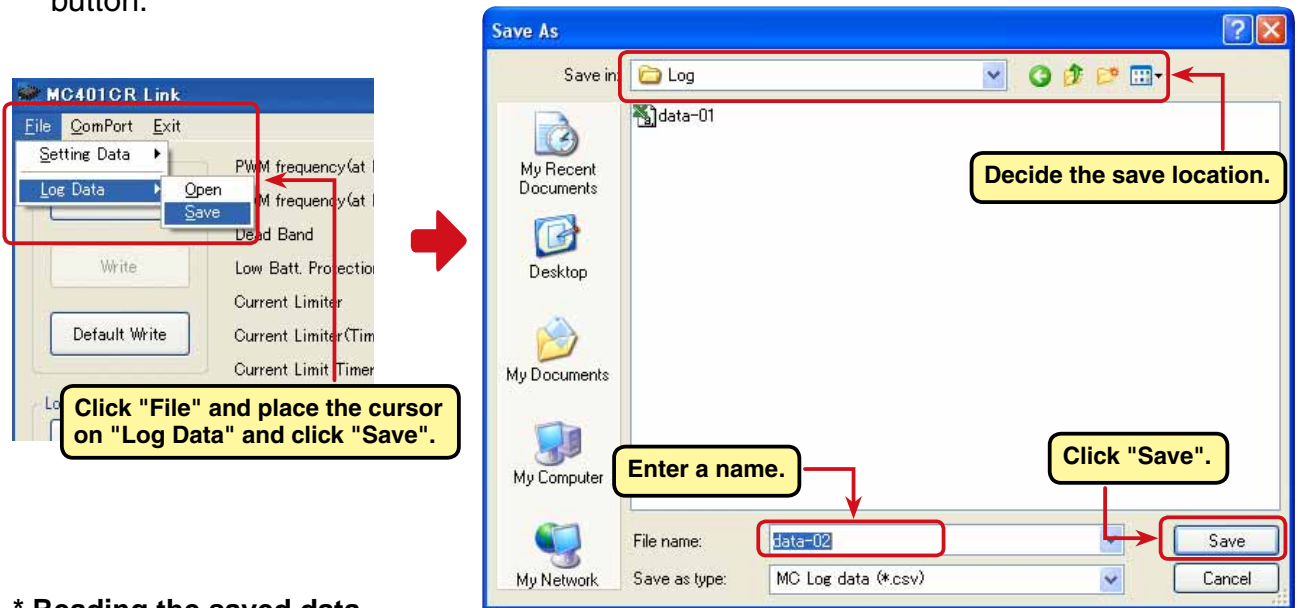 button.
MC401CR Link
File ComPort Exit
Setting Data
Log Data
Open
Save
PWM frequency(at
frequency(at
Dead Band
Write
Low Batt. Protection
Current Limiter
Default Write
Current Limiter(Tim
Current Limit Timer
Click "File" and place the cursor
on "Log Data" and click "Save".
Save As
Save in:
Log
data-01
Decide the save location.
My Recent
Documents
Desktop
My Documents
My Computer
My Network
Enter a name.
Click "Save".
File name:
data-02
Save
Save as type:
MC Log data (*.csv)
Cancel
* Reading the saved data